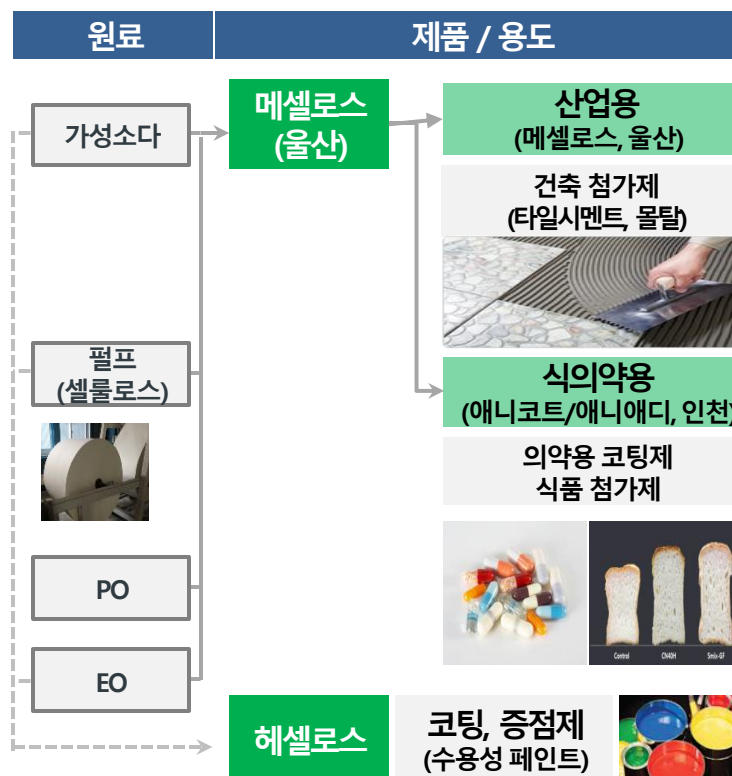 원료
제품 / 용도
가성소다
메셀로스
(울산)
산업용
(메셀로스, 울산)
건축 첨가제
(타일시멘트, 몰탈)
펄프
(셀룰로스)
식의약용
(애니코트/애니애디, 인천)
의약용 코팅제
식품 첨가제
PO
Control
CN40H
Smix-GF
EO
헤셀로스
코팅, 증점제
(수용성 페인트)